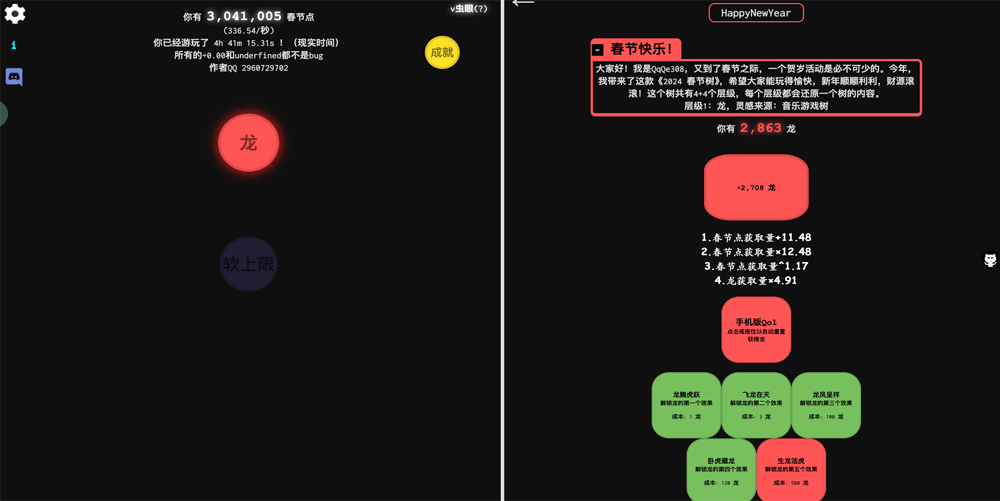 你有 3,041,005 春节点
(336.54/秒)
你已经游玩了 4h 41m 15.31s ! (现实时间)
所有的+0.00和underfined都不是bug
作者QQ 2960729702
v虫眼(?)
i
成就
龙
软上限
HappyNewYear
- 春节快乐!
大家好! 我是QqQe308, 又到了春节之际, 一个贺岁活动是必不可少的。今年,
我带来了这款《2024 春节树》, 希望大家能玩得愉快, 新年顺顺利利, 财源滚
滚! 这个树共有4+4个层级, 每个层级都会还原一个树的内容。
层级1: 龙, 灵感来源: 音乐游戏树
你有 2,863 龙
+2,708 龙
1.春节点获取量+11.48
2.春节点获取量×12.48
3.春节点获取量^1.17
4.龙获取量×4.91
手机版Qol
点击或按住以自动重置
获得龙
龙腾虎跃
解锁龙的第一个效果
成本: 1 龙
飞龙在天
解锁龙的第二个效果
成本: 3 龙
龙凤呈祥
解锁龙的第三个效果
成本: 100 龙
卧虎藏龙
解锁龙的第四个效果
成本: 120 龙
生龙活虎
解锁龙的第五个效果
成本: 500 龙